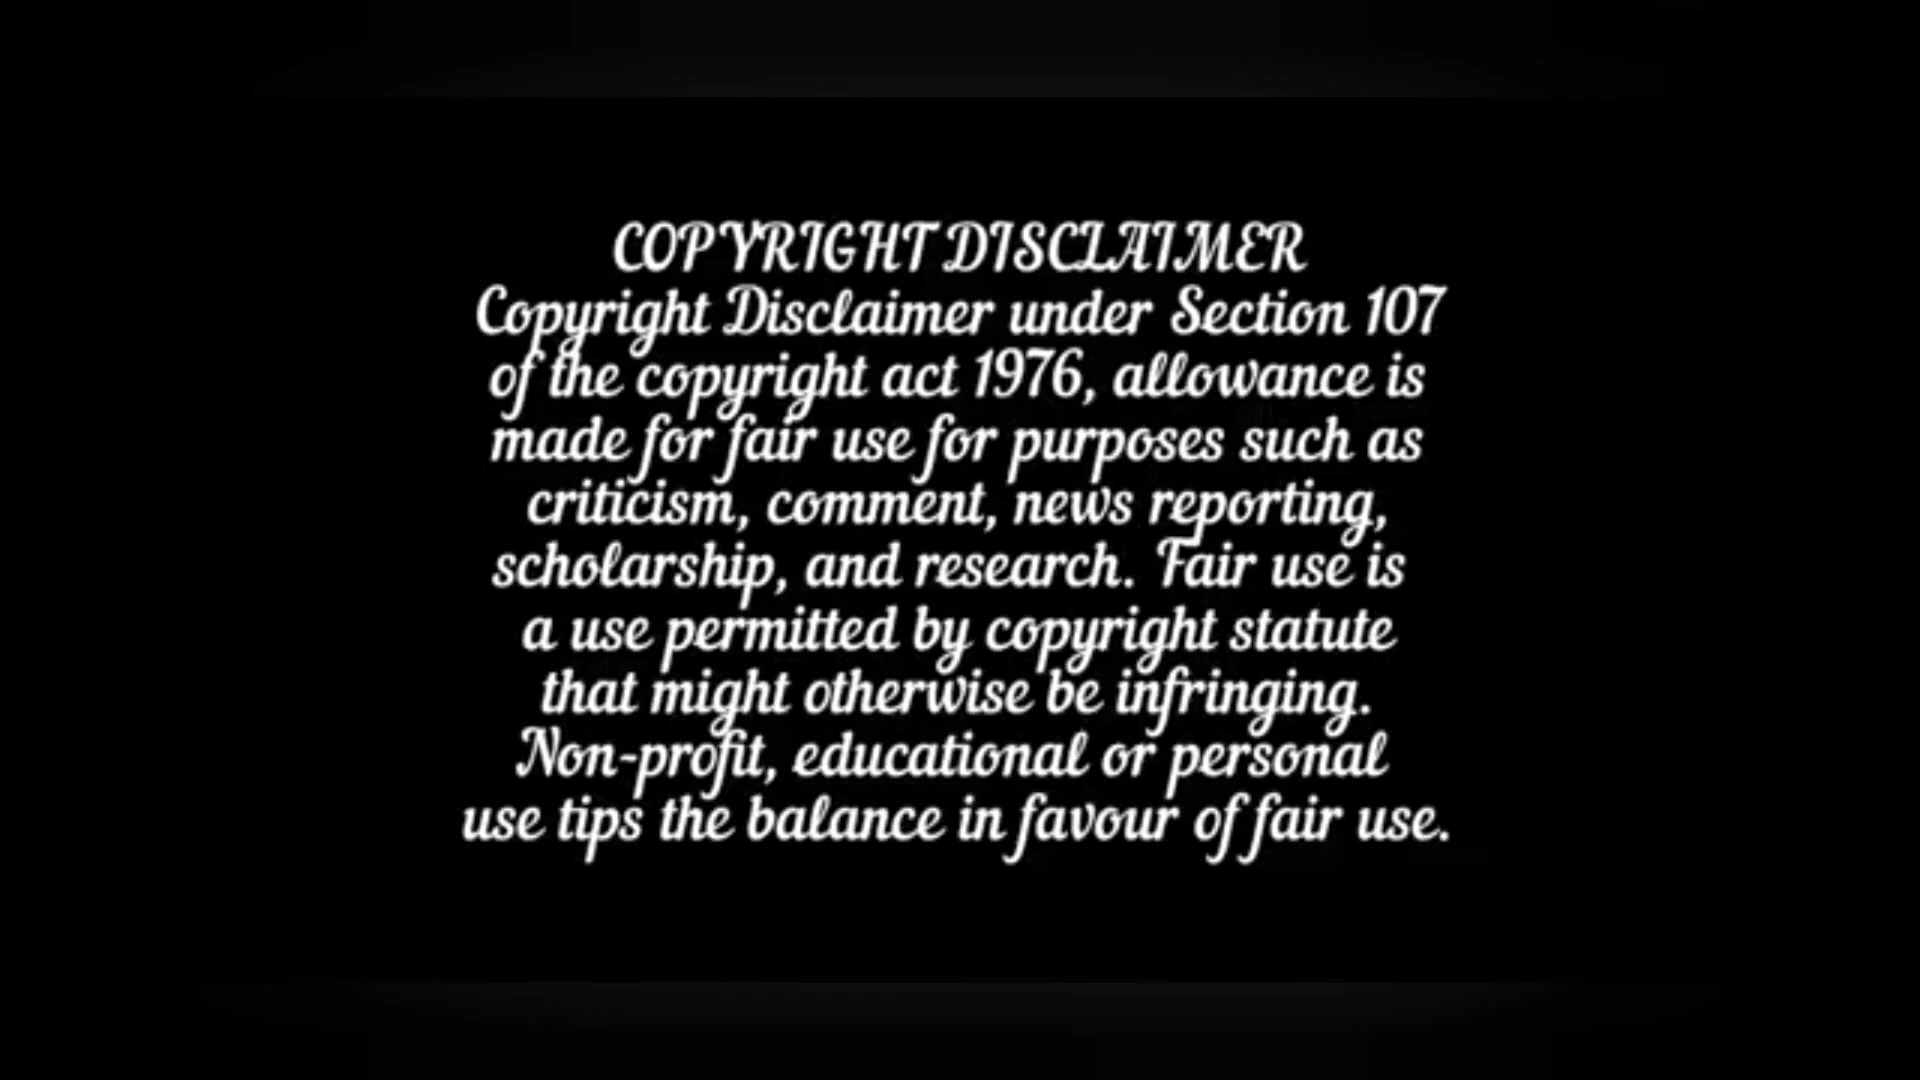 COPYRIGHT DISCLAIMER
Copyright Disclaimer under Section 107
of the copyright act 1976, allowance is
made for fair use for purposes such as
criticism, comment, news reporting,
scholarship, and research. Fair use is
a use permitted by copyright statute
that might otherwise be infringing.
Non-profit, educational or personal
use tips the balance in favour of fair use.